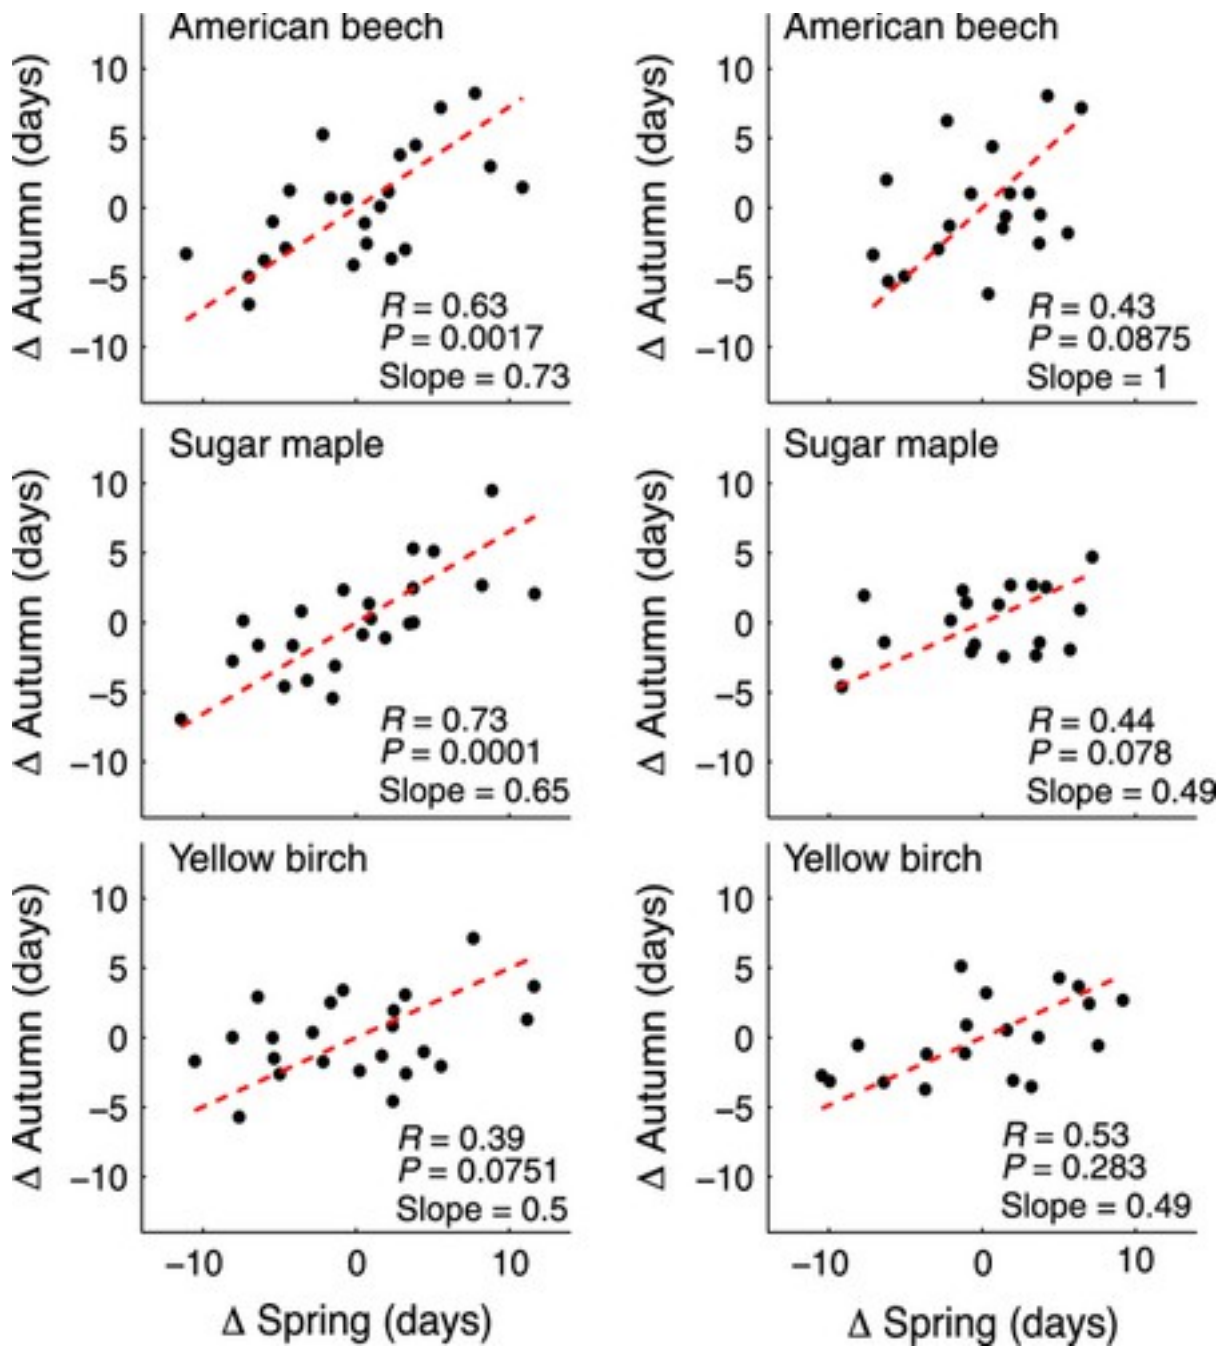 American beech
Δ Autumn (days)
10
5
0
−5
−10
R = 0.63
P = 0.0017
Slope = 0.73
American beech
Δ Autumn (days)
10
5
0
−5
−10
R = 0.43
P = 0.0875
Slope = 1
Sugar maple
Δ Autumn (days)
10
5
0
−5
−10
R = 0.73
P = 0.0001
Slope = 0.65
Sugar maple
Δ Autumn (days)
10
5
0
−5
−10
R = 0.44
P = 0.078
Slope = 0.49
Yellow birch
Δ Autumn (days)
10
5
0
−5
−10
R = 0.39
P = 0.0751
Slope = 0.5
−10 0 10
Δ Spring (days)
Yellow birch
Δ Autumn (days)
10
5
0
−5
−10
R = 0.53
P = 0.283
Slope = 0.49
−10 0 10
Δ Spring (days)